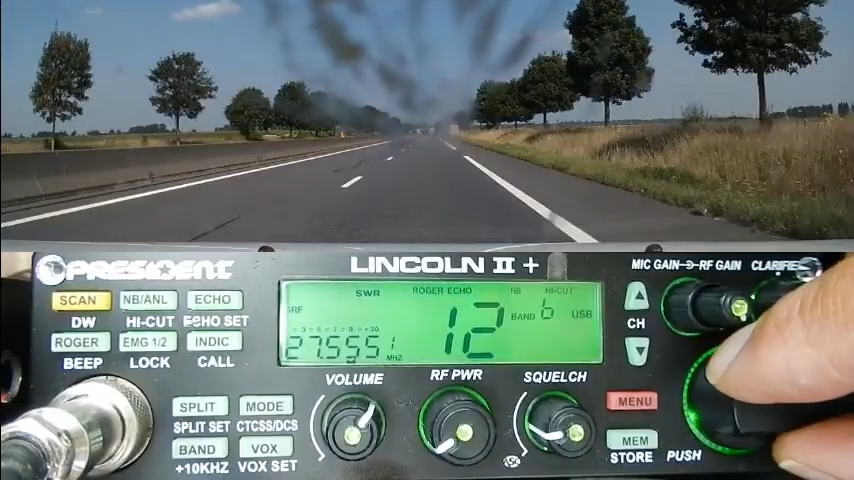 PRESIDENT LINCOLN II + MIC GAIN RF GAIN CLARIFIER
SCAN NB/ANL ECHO
DW HI-CUT ECHO SET
ROGER EMG 1/2 INDIC
BEEP LOCK CALL
SWR ROGER ECHO NB HI-CUT
SRF 12 BAND 6 USB
27.555 MHZ
CH
VOLUME RF PWR SQUELCH
SPLIT MODE
SPLIT SET CTCSS/DCS
BAND VOX
+10KHZ VOX SET
MENU
MEM
STORE PUSH